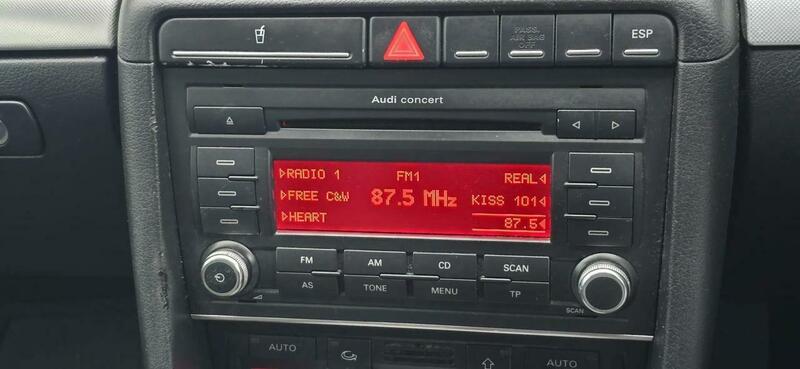 PASS.
AIR BAG
OFF
ESP
Audi concert
RADIO 1 FM1 REAL
FREE C&W 87.5 MHz KISS 101
HEART 87.5
FM AM CD SCAN
AS TONE MENU TP
SCAN
AUTO AUTO